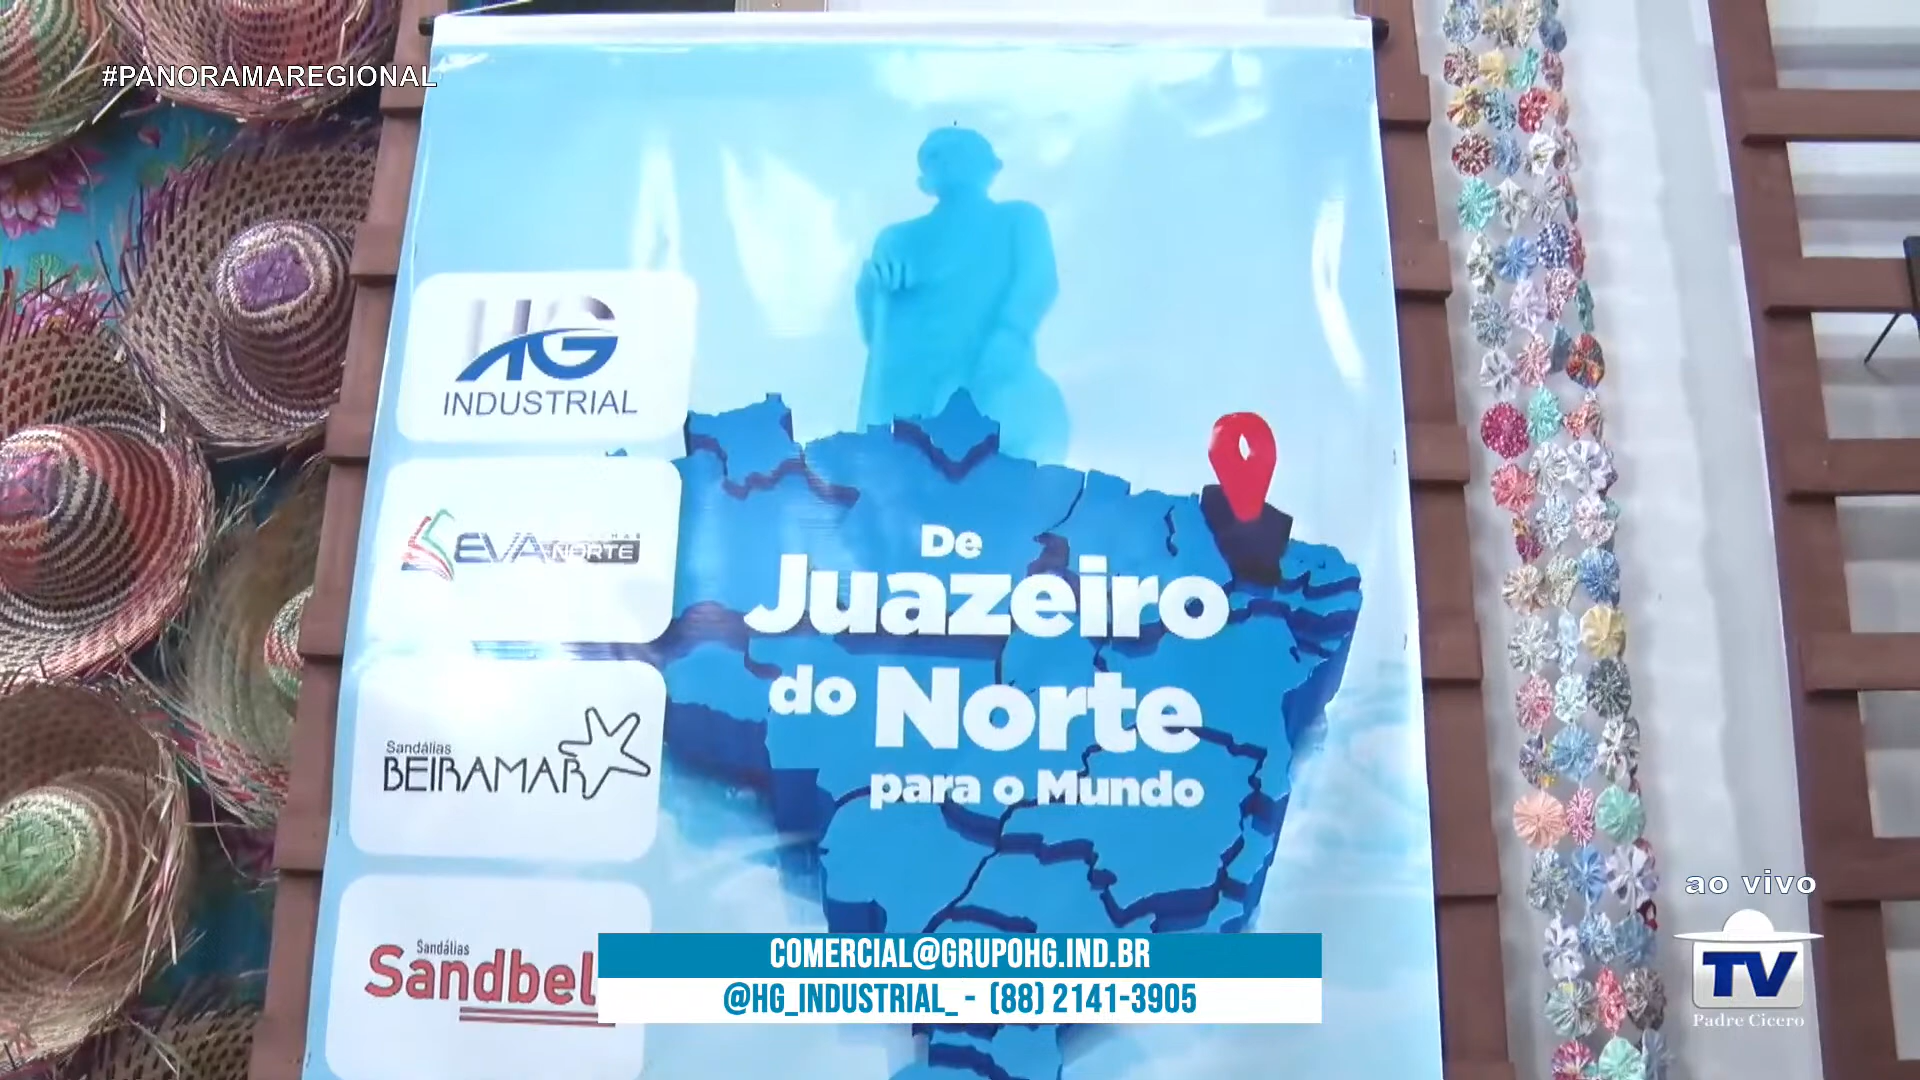 #PANORAMAREGIONAL
HG
INDUSTRIAL
EVA
NORTE
Sandálias
BEIRAMAR
Sandálias
Sandbel
De
Juazeiro
do Norte
para o Mundo
COMERCIAL@GRUPOHG.IND.BR
@HG_INDUSTRIAL_ - (88) 2141-3905
ao vivo
TV
Padre Cicero